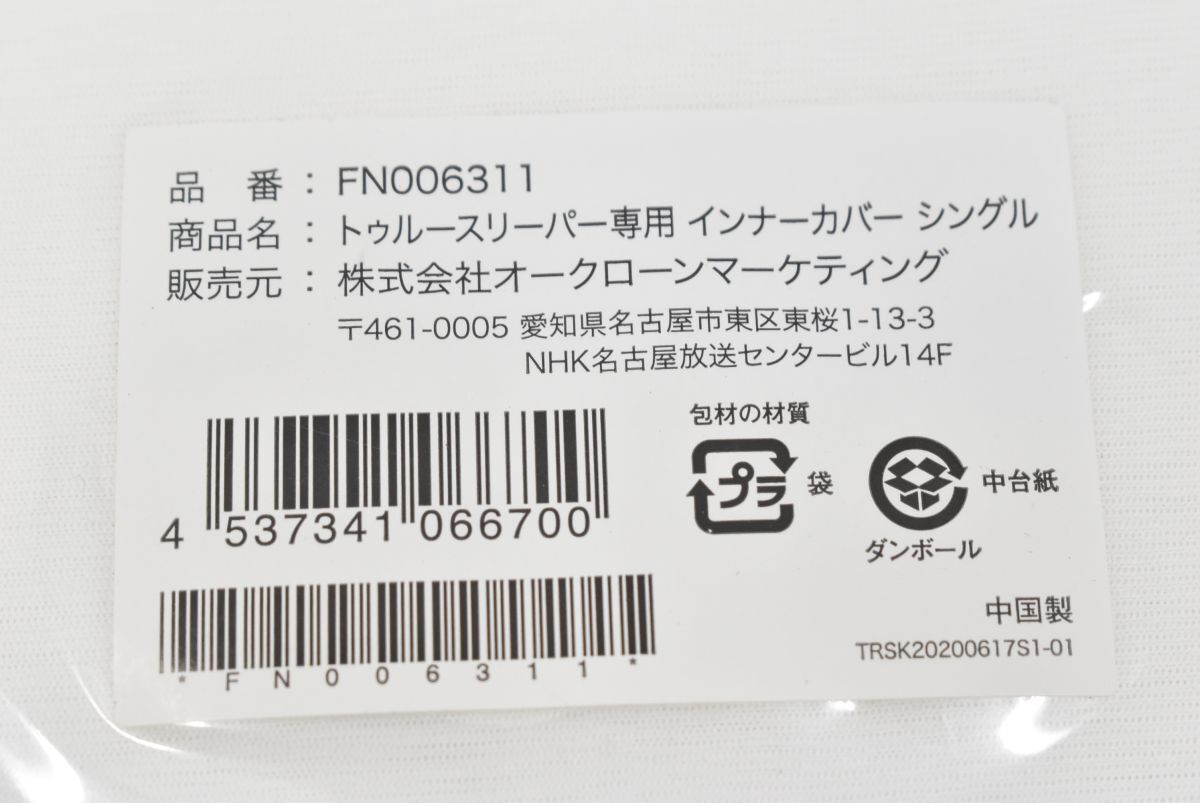 品 番 : FN006311
商品名 : トゥルースリーパー専用 インナーカバー シングル
販売元 : 株式会社オークローンマーケティング
〒461-0005 愛知県名古屋市東区東桜1-13-3
NHK名古屋放送センタービル14F
4 537341 066700
*FN006311*
包材の材質
プラ 袋
中台紙
ダンボール
中国製
TRSK20200617S1-01